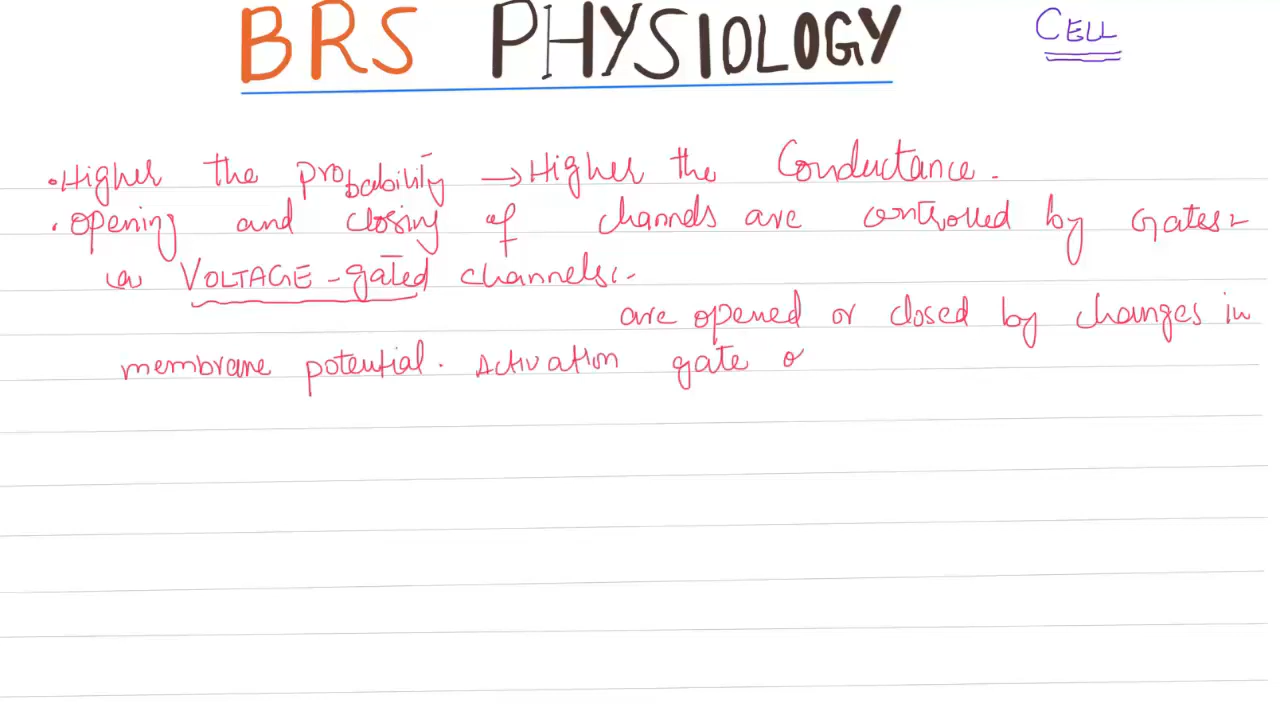 BRS PHYSIOLOGY
CELL
• Higher the probability → Higher the Conductance.
• opening and closing of channels are controlled by Gates:-
(a) VOLTAGE-gated channels:-
are opened or closed by changes in
membrane potential. Activation gate o